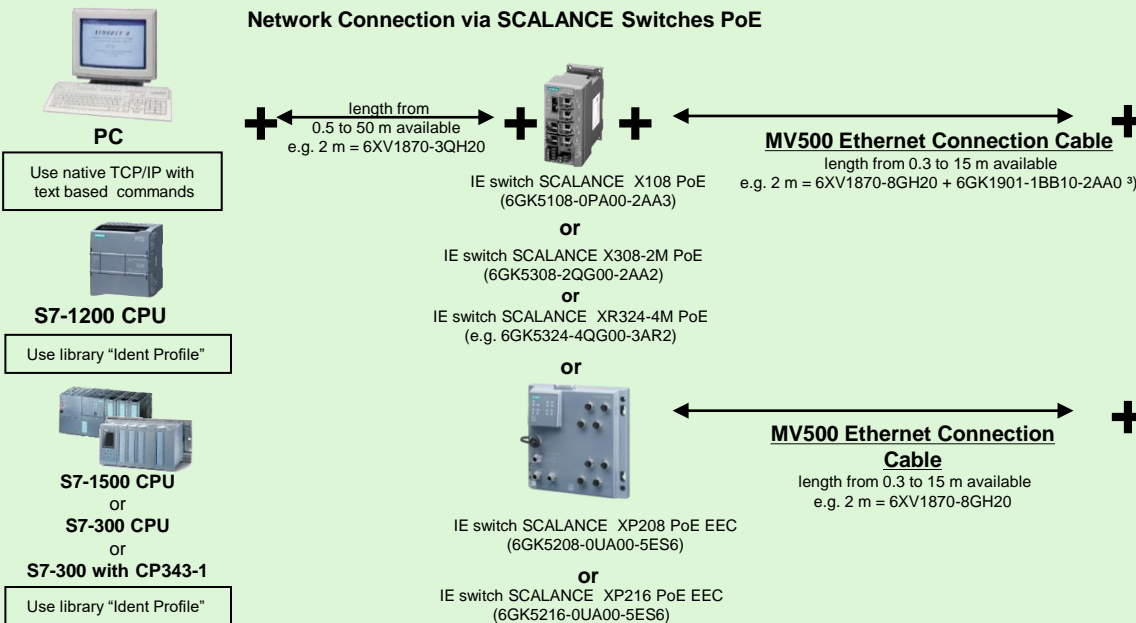 Network Connection via SCALANCE Switches PoE
PC
Use native TCP/IP with
text based commands
S7-1200 CPU
Use library “Ident Profile”
S7-1500 CPU
or
S7-300 CPU
or
S7-300 with CP343-1
Use library “Ident Profile”
+
length from
0.5 to 50 m available
e.g. 2 m = 6XV1870-3QH20
+
+
IE switch SCALANCE X108 PoE
(6GK5108-0PA00-2AA3)
or
IE switch SCALANCE X308-2M PoE
(6GK5308-2QG00-2AA2)
or
IE switch SCALANCE XR324-4M PoE
(e.g. 6GK5324-4QG00-3AR2)
or
IE switch SCALANCE XP208 PoE EEC
(6GK5208-0UA00-5ES6)
or
IE switch SCALANCE XP216 PoE EEC
(6GK5216-0UA00-5ES6)
MV500 Ethernet Connection Cable
length from 0.3 to 15 m available
e.g. 2 m = 6XV1870-8GH20 + 6GK1901-1BB10-2AA0 ³)
+
MV500 Ethernet Connection
Cable
length from 0.3 to 15 m available
e.g. 2 m = 6XV1870-8GH20
+